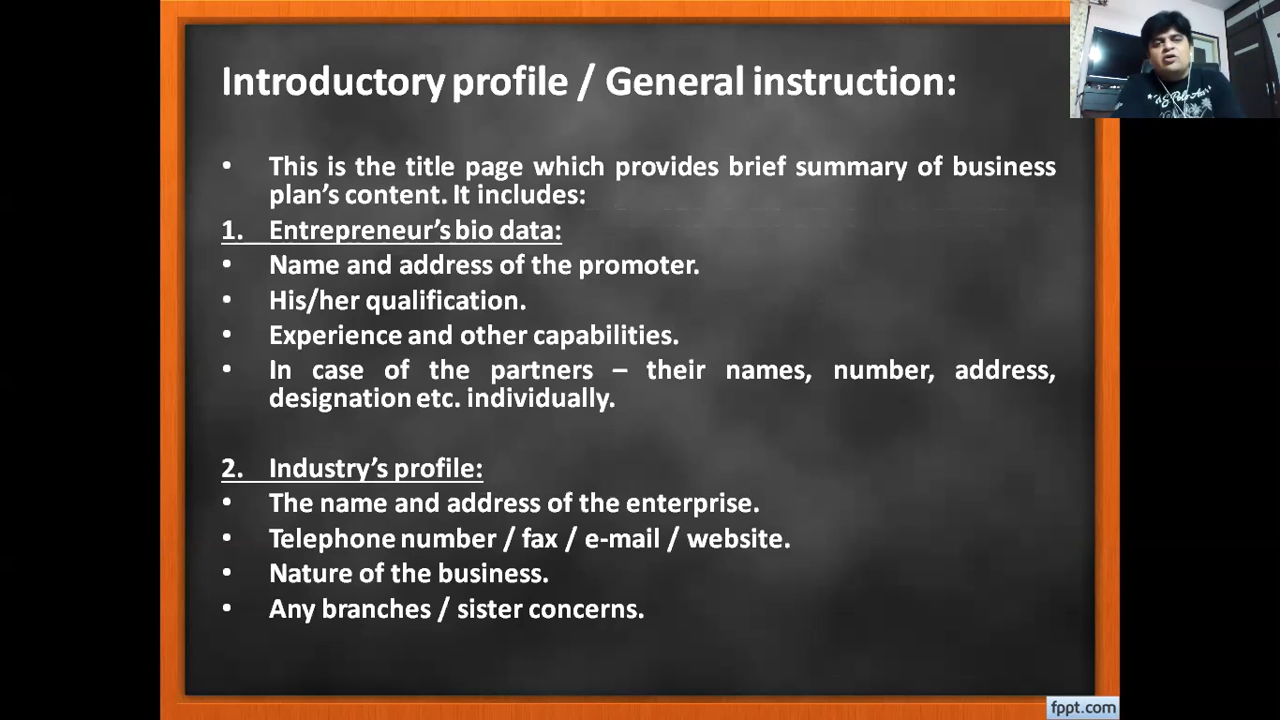 Introductory profile / General instruction:
• This is the title page which provides brief summary of business
plan's content. It includes:
1. Entrepreneur's bio data:
• Name and address of the promoter.
• His/her qualification.
• Experience and other capabilities.
• In case of the partners – their names, number, address,
designation etc. individually.
2. Industry's profile:
• The name and address of the enterprise.
• Telephone number / fax / e-mail / website.
• Nature of the business.
• Any branches / sister concerns.
fppt.com